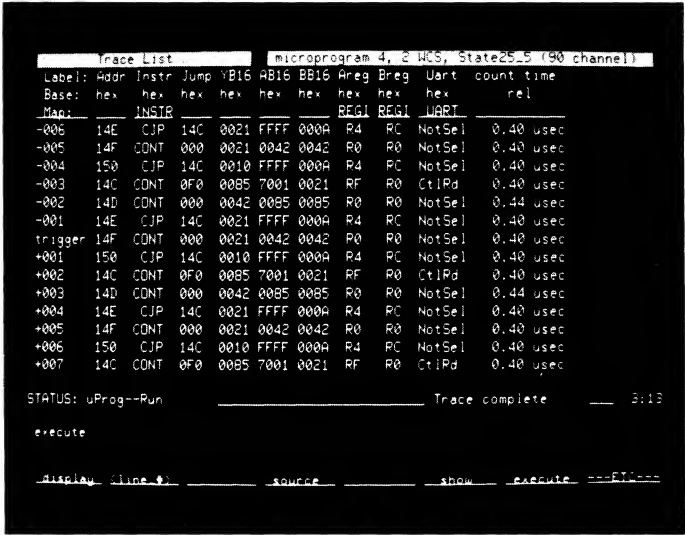 Trace List microprogram 4, 2 WCS, State25_5 (90 channel)
Label: Addr Instr Jump YB16 AB16 BB16 Areg Breg Uart count time
Base: hex hex hex hex hex hex hex hex hex rel
Map: INSTR REGI REGI UART
-006 14E CJP 14C 0021 FFFF 000A R4 RC NotSel 0.40 usec
-005 14F CONT 000 0021 0042 0042 R0 R0 NotSel 0.40 usec
-004 150 CJP 14C 0010 FFFF 000A R4 RC NotSel 0.40 usec
-003 14C CONT 0F0 0085 7001 0021 RF R0 CtlRd 0.40 usec
-002 14D CONT 000 0042 0085 0085 R0 R0 NotSel 0.44 usec
-001 14E CJP 14C 0021 FFFF 000A R4 RC NotSel 0.40 usec
trigger 14F CONT 000 0021 0042 0042 R0 R0 NotSel 0.40 usec
+001 150 CJP 14C 0010 FFFF 000A R4 RC NotSel 0.40 usec
+002 14C CONT 0F0 0085 7001 0021 RF R0 CtlRd 0.40 usec
+003 14D CONT 000 0042 0085 0085 R0 R0 NotSel 0.44 usec
+004 14E CJP 14C 0021 FFFF 000A R4 RC NotSel 0.40 usec
+005 14F CONT 000 0021 0042 0042 R0 R0 NotSel 0.40 usec
+006 150 CJP 14C 0010 FFFF 000A R4 RC NotSel 0.40 usec
+007 14C CONT 0F0 0085 7001 0021 RF R0 CtlRd 0.40 usec
STATUS: uProg--Run Trace complete 3:13
execute
display (line #) source show execute ---ETC---